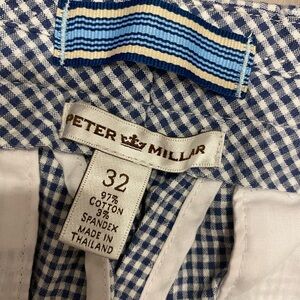 PETER MILLAR
32
97%
COTTON
3%
SPANDEX
MADE IN
THAILAND